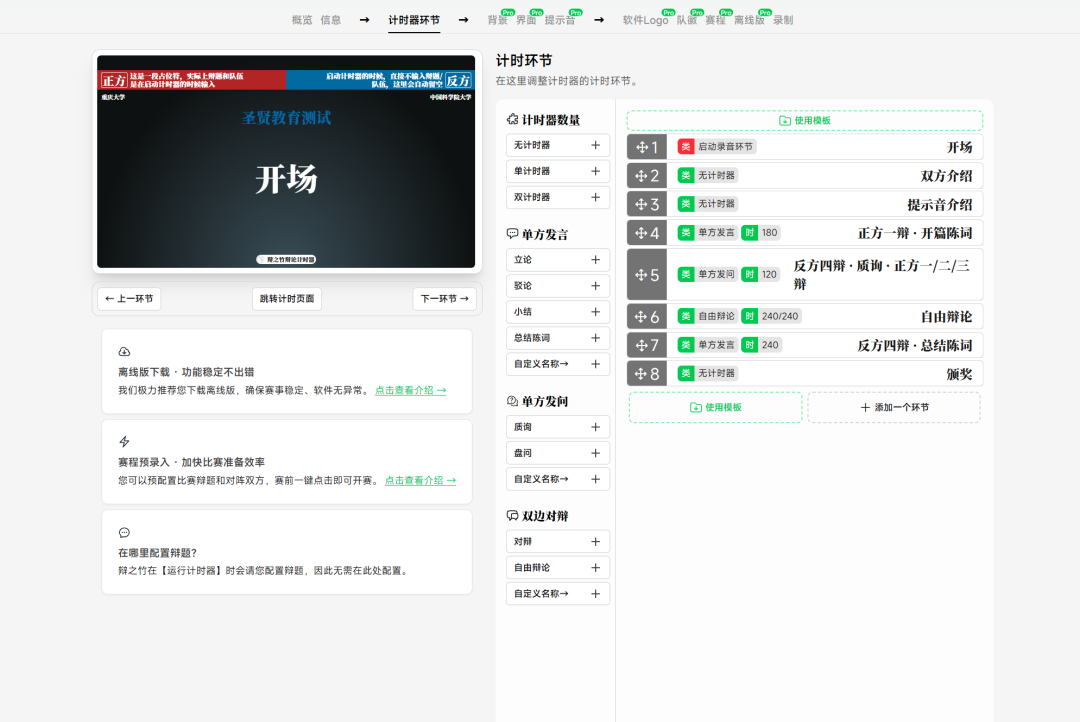 概览 信息 → 计时器环节 → 背景 Pro 界面 Pro 提示音 Pro → 软件Logo Pro 队徽 Pro 赛程 Pro 离线版 Pro 录制
正方
这是一段占位符，实际上辩题和队伍
是在启动计时器的时候输入
启动计时器的时候，直接不输入辩题/
队伍，这里会自动留空
反方
重庆大学
中国科学院大学
圣贤教育测试
开场
辩之竹辩论计时器
← 上一环节
跳转计时页面
下一环节 →
离线版下载 · 功能稳定不出错
我们极力推荐您下载离线版，确保赛事稳定、软件无异常。 点击查看介绍 →
赛程预录入 · 加快比赛准备效率
您可以预配置比赛辩题和对阵双方，赛前一键点击即可开赛。 点击查看介绍 →
在哪里配置辩题？
辩之竹在【运行计时器】时会请您配置辩题，因此无需在此处配置。
计时环节
在这里调整计时器的计时环节。
计时器数量
无计时器 +
单计时器 +
双计时器 +
单方发言
立论 +
驳论 +
小结 +
总结陈词 +
自定义名称→ +
单方发问
质询 +
盘问 +
自定义名称→ +
双边对辩
对辩 +
自由辩论 +
自定义名称→ +
使用模板
1 类 启动录音环节 开场
2 类 无计时器 双方介绍
3 类 无计时器 提示音介绍
4 类 单方发言 时 180 正方一辩 · 开篇陈词
5 类 单方发问 时 120 反方四辩 · 质询 · 正方一/二/三
辩
6 类 自由辩论 时 240/240 自由辩论
7 类 单方发言 时 240 反方四辩 · 总结陈词
8 类 无计时器 颁奖
使用模板
+ 添加一个环节